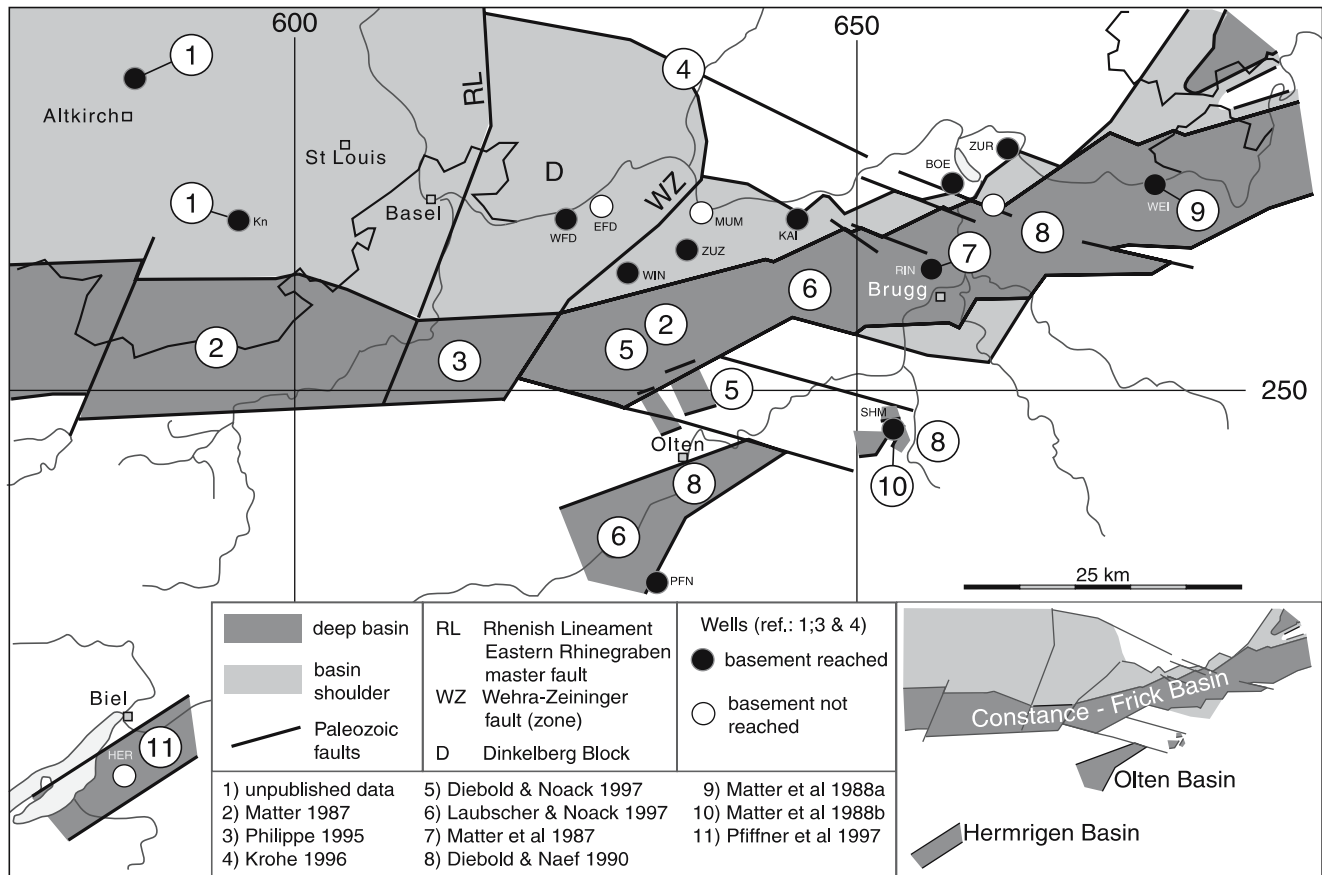 600
650
1
4
RL
Altkirch
ZUR
St Louis
BOE
D
WZ
1
Kn
Basel
WFD
EFD
MUM
KAI
WEI
9
8
ZUZ
WIN
RIN
7
Brugg
6
2
2
3
5
5
250
SHM
8
Olten
8
10
6
PFN
25 km
Biel
HER
11
deep basin
basin
shoulder
Paleozoic
faults
RL Rhenish Lineament
Eastern Rhinegraben
master fault
WZ Wehra-Zeininger
fault (zone)
D Dinkelberg Block
Wells (ref.: 1;3 & 4)
basement reached
basement not
reached
1) unpublished data
2) Matter 1987
3) Philippe 1995
4) Krohe 1996
5) Diebold & Noack 1997
6) Laubscher & Noack 1997
7) Matter et al 1987
8) Diebold & Naef 1990
9) Matter et al 1988a
10) Matter et al 1988b
11) Pfiffner et al 1997
Constance - Frick Basin
Olten Basin
Hermrigen Basin